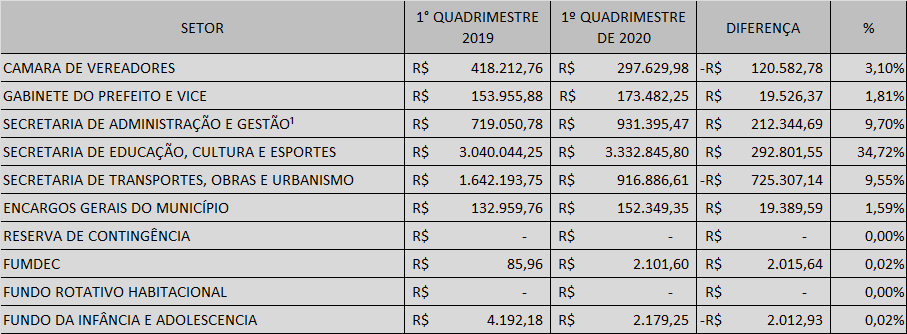 SETOR 1° QUADRIMESTRE 2019 1º QUADRIMESTRE DE 2020 DIFERENÇA %
CAMARA DE VEREADORES R$ 418.212,76 R$ 297.629,98 -R$ 120.582,78 3,10%
GABINETE DO PREFEITO E VICE R$ 153.955,88 R$ 173.482,25 R$ 19.526,37 1,81%
SECRETARIA DE ADMINISTRAÇÃO E GESTÃO¹ R$ 719.050,78 R$ 931.395,47 R$ 212.344,69 9,70%
SECRETARIA DE EDUCAÇÃO, CULTURA E ESPORTES R$ 3.040.044,25 R$ 3.332.845,80 R$ 292.801,55 34,72%
SECRETARIA DE TRANSPORTES, OBRAS E URBANISMO R$ 1.642.193,75 R$ 916.886,61 -R$ 725.307,14 9,55%
ENCARGOS GERAIS DO MUNICÍPIO R$ 132.959,76 R$ 152.349,35 R$ 19.389,59 1,59%
RESERVA DE CONTINGÊNCIA R$ - R$ - R$ - 0,00%
FUMDEC R$ 85,96 R$ 2.101,60 R$ 2.015,64 0,02%
FUNDO ROTATIVO HABITACIONAL R$ - R$ - R$ - 0,00%
FUNDO DA INFÂNCIA E ADOLESCENCIA R$ 4.192,18 R$ 2.179,25 -R$ 2.012,93 0,02%